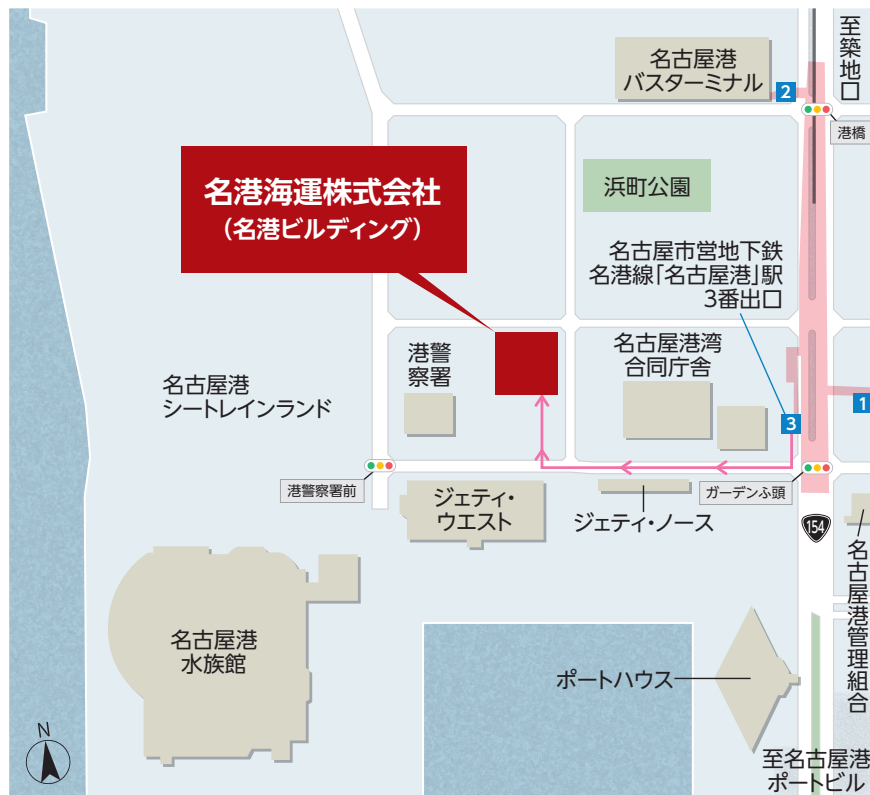 至築地口
名古屋港
バスターミナル
2
港橋
名港海運株式会社
（名港ビルディング）
浜町公園
名古屋市営地下鉄
名港線「名古屋港」駅
3番出口
港警
察署
名古屋港湾
合同庁舎
名古屋港
シートレインランド
1
3
港警察署前
ジェティ・
ウエスト
ジェティ・ノース
ガーデンふ頭
154
名古屋港管理組合
名古屋港
水族館
ポートハウス
N
至名古屋港
ポートビル